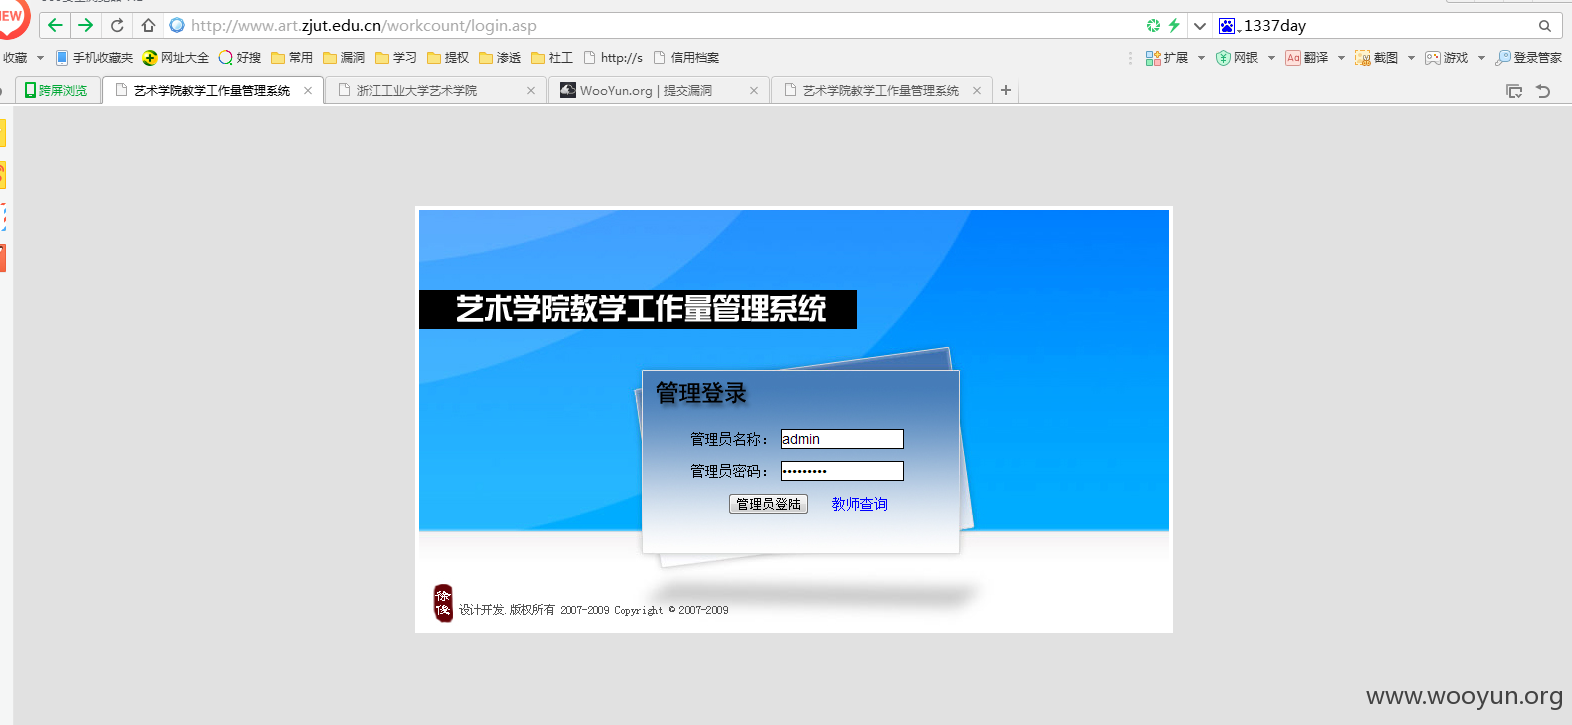 NEW
http://www.art.zjut.edu.cn/workcount/login.asp
1337day
收藏 手机收藏夹 网址大全 好搜 常用 漏洞 学习 提权 渗透 社工 http://s 信用档案
扩展 网银 翻译 截图 游戏 登录管家
跨屏浏览 艺术学院教学工作量管理系统 浙江工业大学艺术学院 WooYun.org | 提交漏洞 艺术学院教学工作量管理系统
艺术学院教学工作量管理系统
管理登录
管理员名称： admin
管理员密码： •••••••••
管理员登陆 教师查询
徐俊
设计开发.版权所有 2007-2009 Copyright © 2007-2009
www.wooyun.org